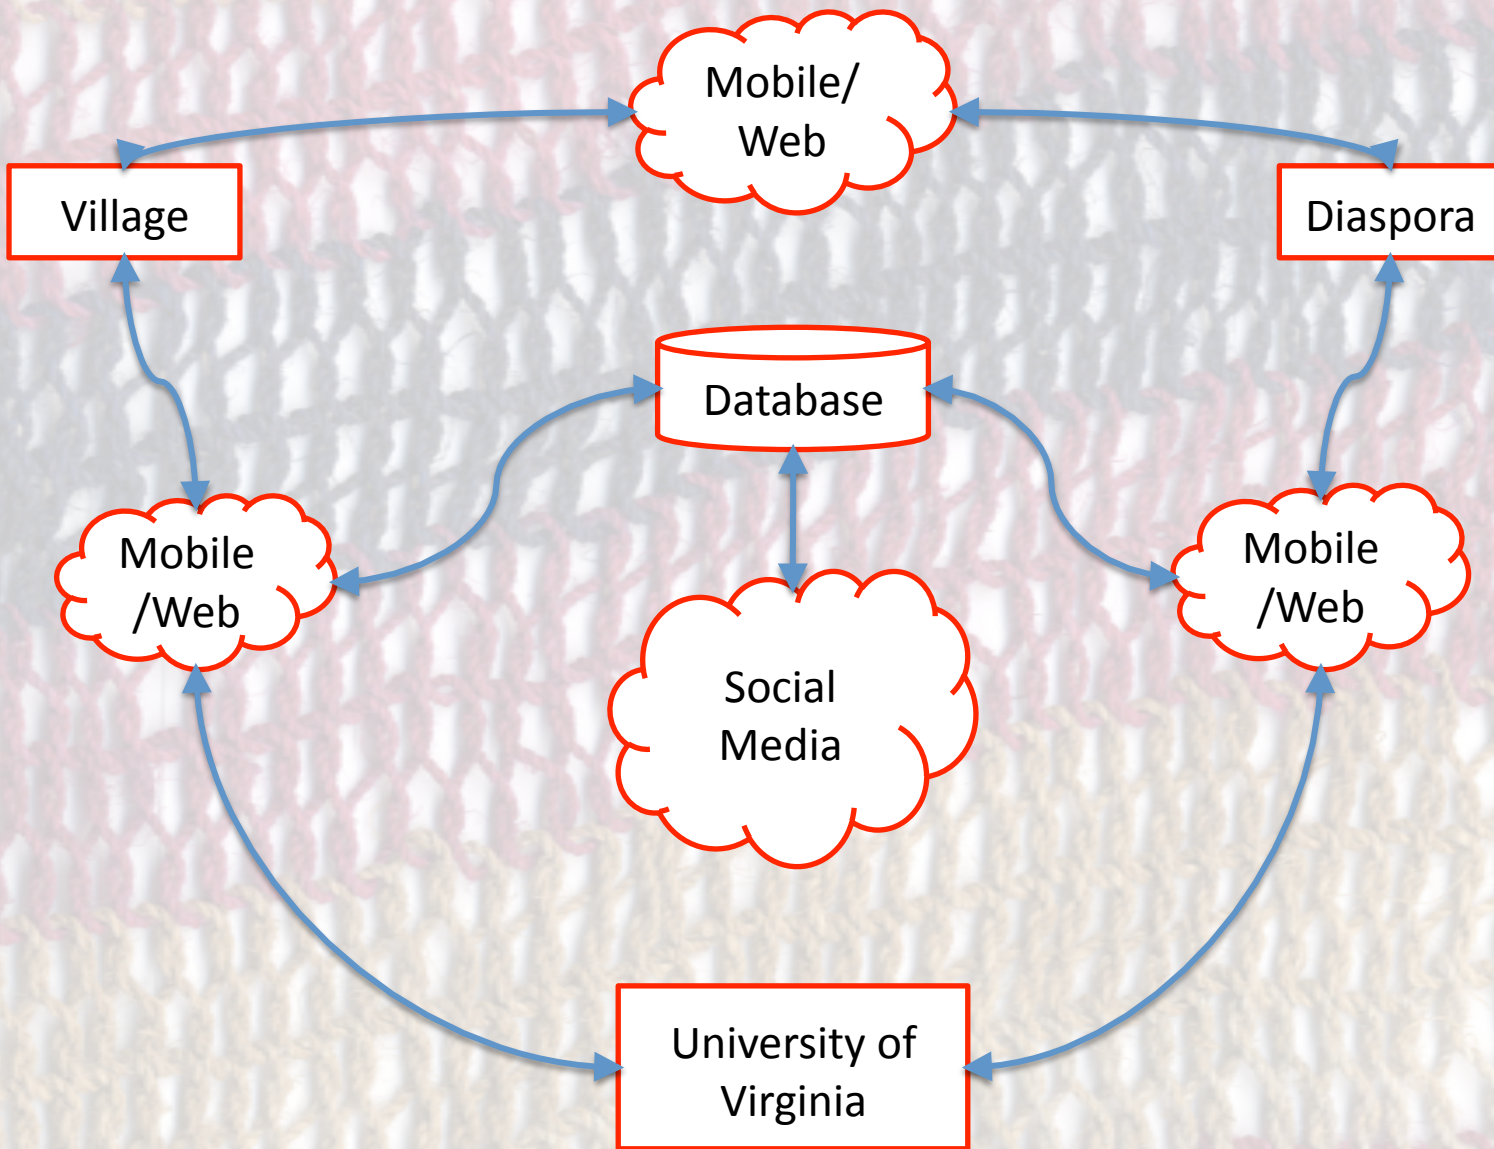 Mobile/
Web
Village
Diaspora
Database
Mobile
/Web
Mobile
/Web
Social
Media
University of
Virginia